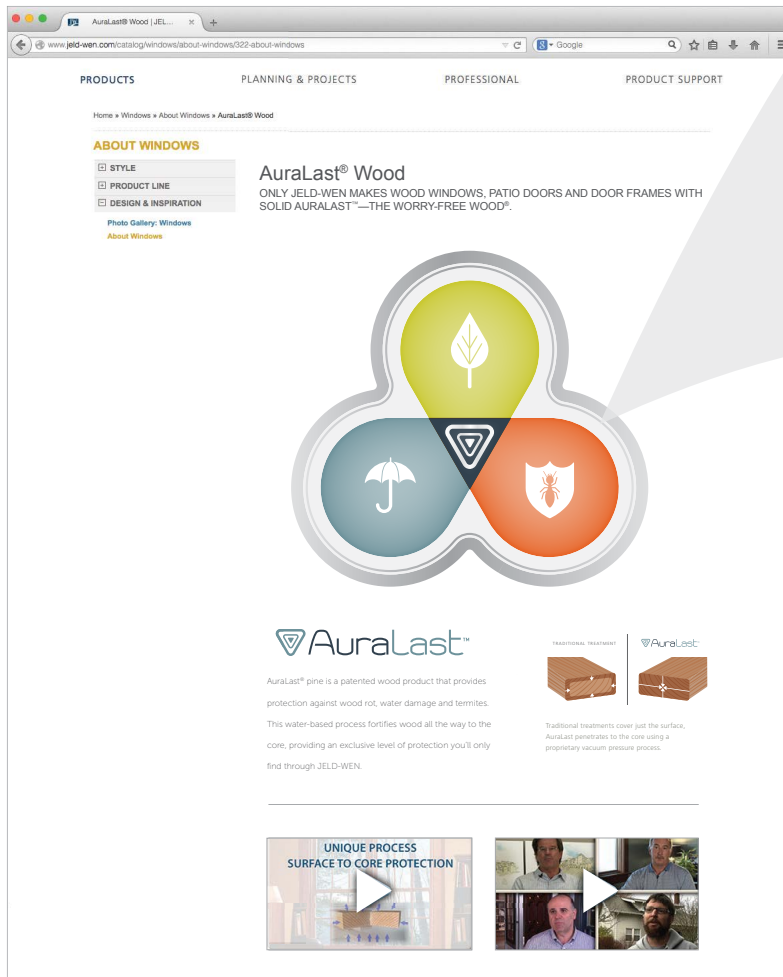 AuraLast® Wood | JEL...
www.jeld-wen.com/catalog/windows/about-windows/322-about-windows
Google
PRODUCTS
PLANNING & PROJECTS
PROFESSIONAL
PRODUCT SUPPORT
Home » Windows » About Windows » AuraLast® Wood
ABOUT WINDOWS
STYLE
PRODUCT LINE
DESIGN & INSPIRATION
Photo Gallery: Windows
About Windows
AuraLast® Wood
ONLY JELD-WEN MAKES WOOD WINDOWS, PATIO DOORS AND DOOR FRAMES WITH
SOLID AURALAST™—THE WORRY-FREE WOOD®.
AuraLast™
AuraLast® pine is a patented wood product that provides
protection against wood rot, water damage and termites.
This water-based process fortifies wood all the way to the
core, providing an exclusive level of protection you'll only
find through JELD-WEN.
TRADITIONAL TREATMENT
AuraLast
Traditional treatments cover just the surface,
AuraLast penetrates to the core using a
proprietary vacuum pressure process.
UNIQUE PROCESS
SURFACE TO CORE PROTECTION